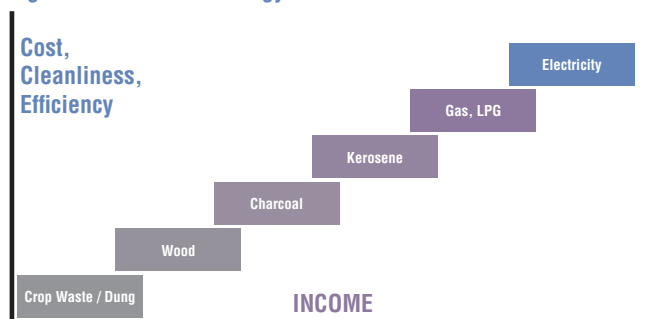 Cost,
Cleanliness,
Efficiency
Electricity
Gas, LPG
Kerosene
Charcoal
Wood
Crop Waste / Dung
INCOME